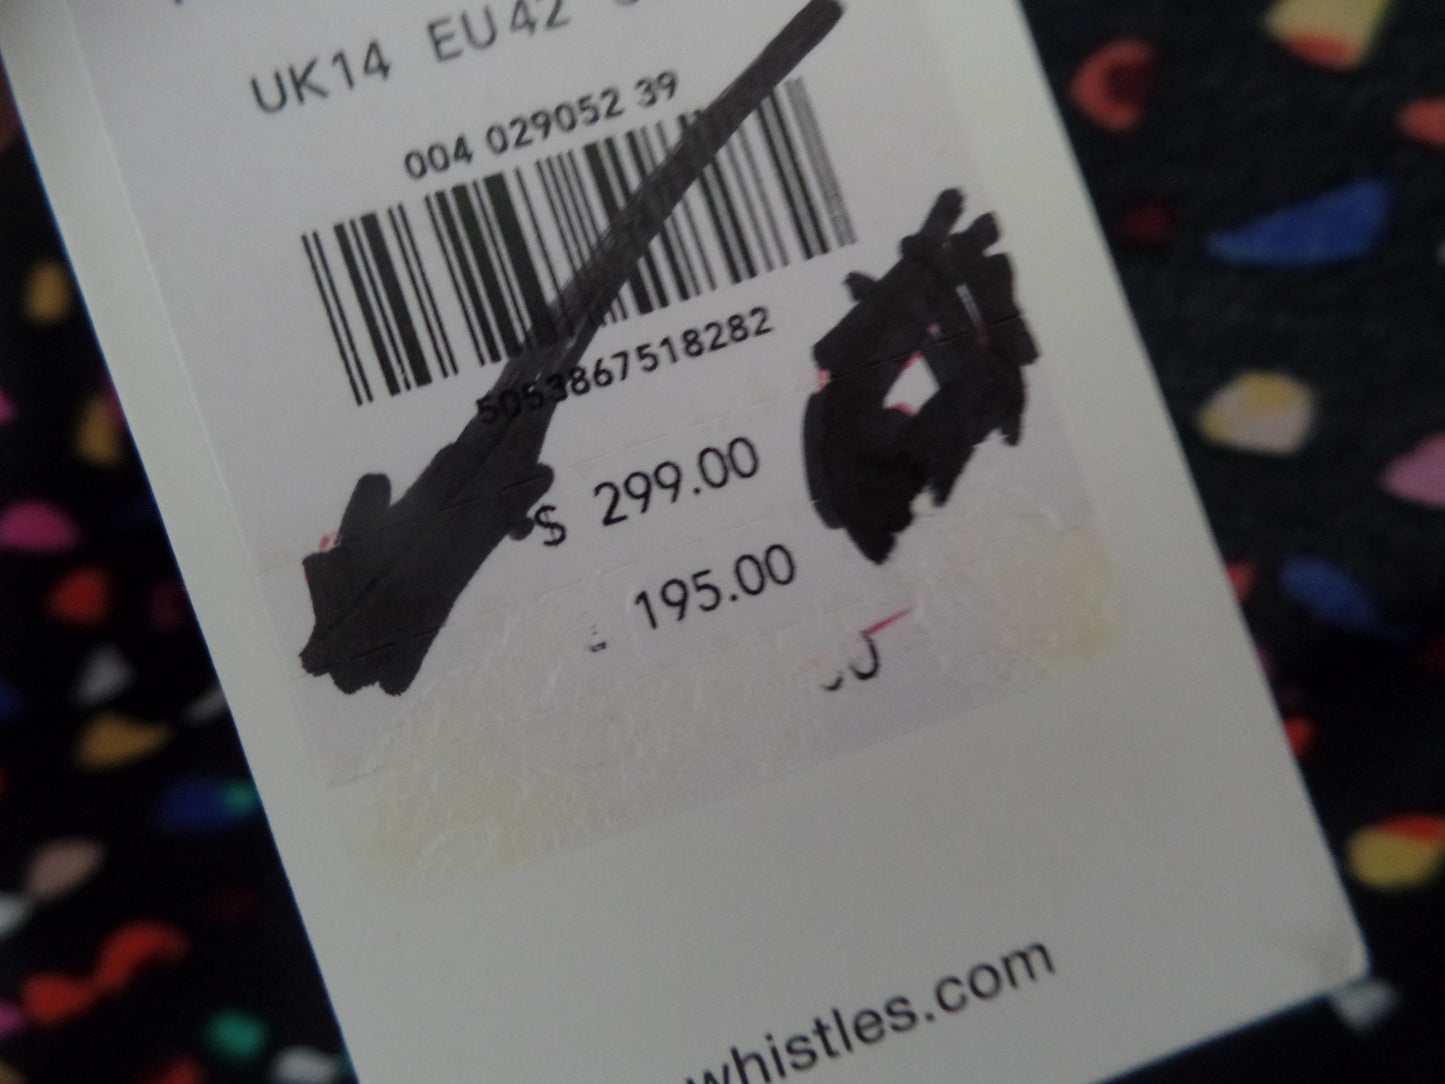 UK14 EU42
004 029052 39
5053867518282
$ 299.00
195.00
whistles.com